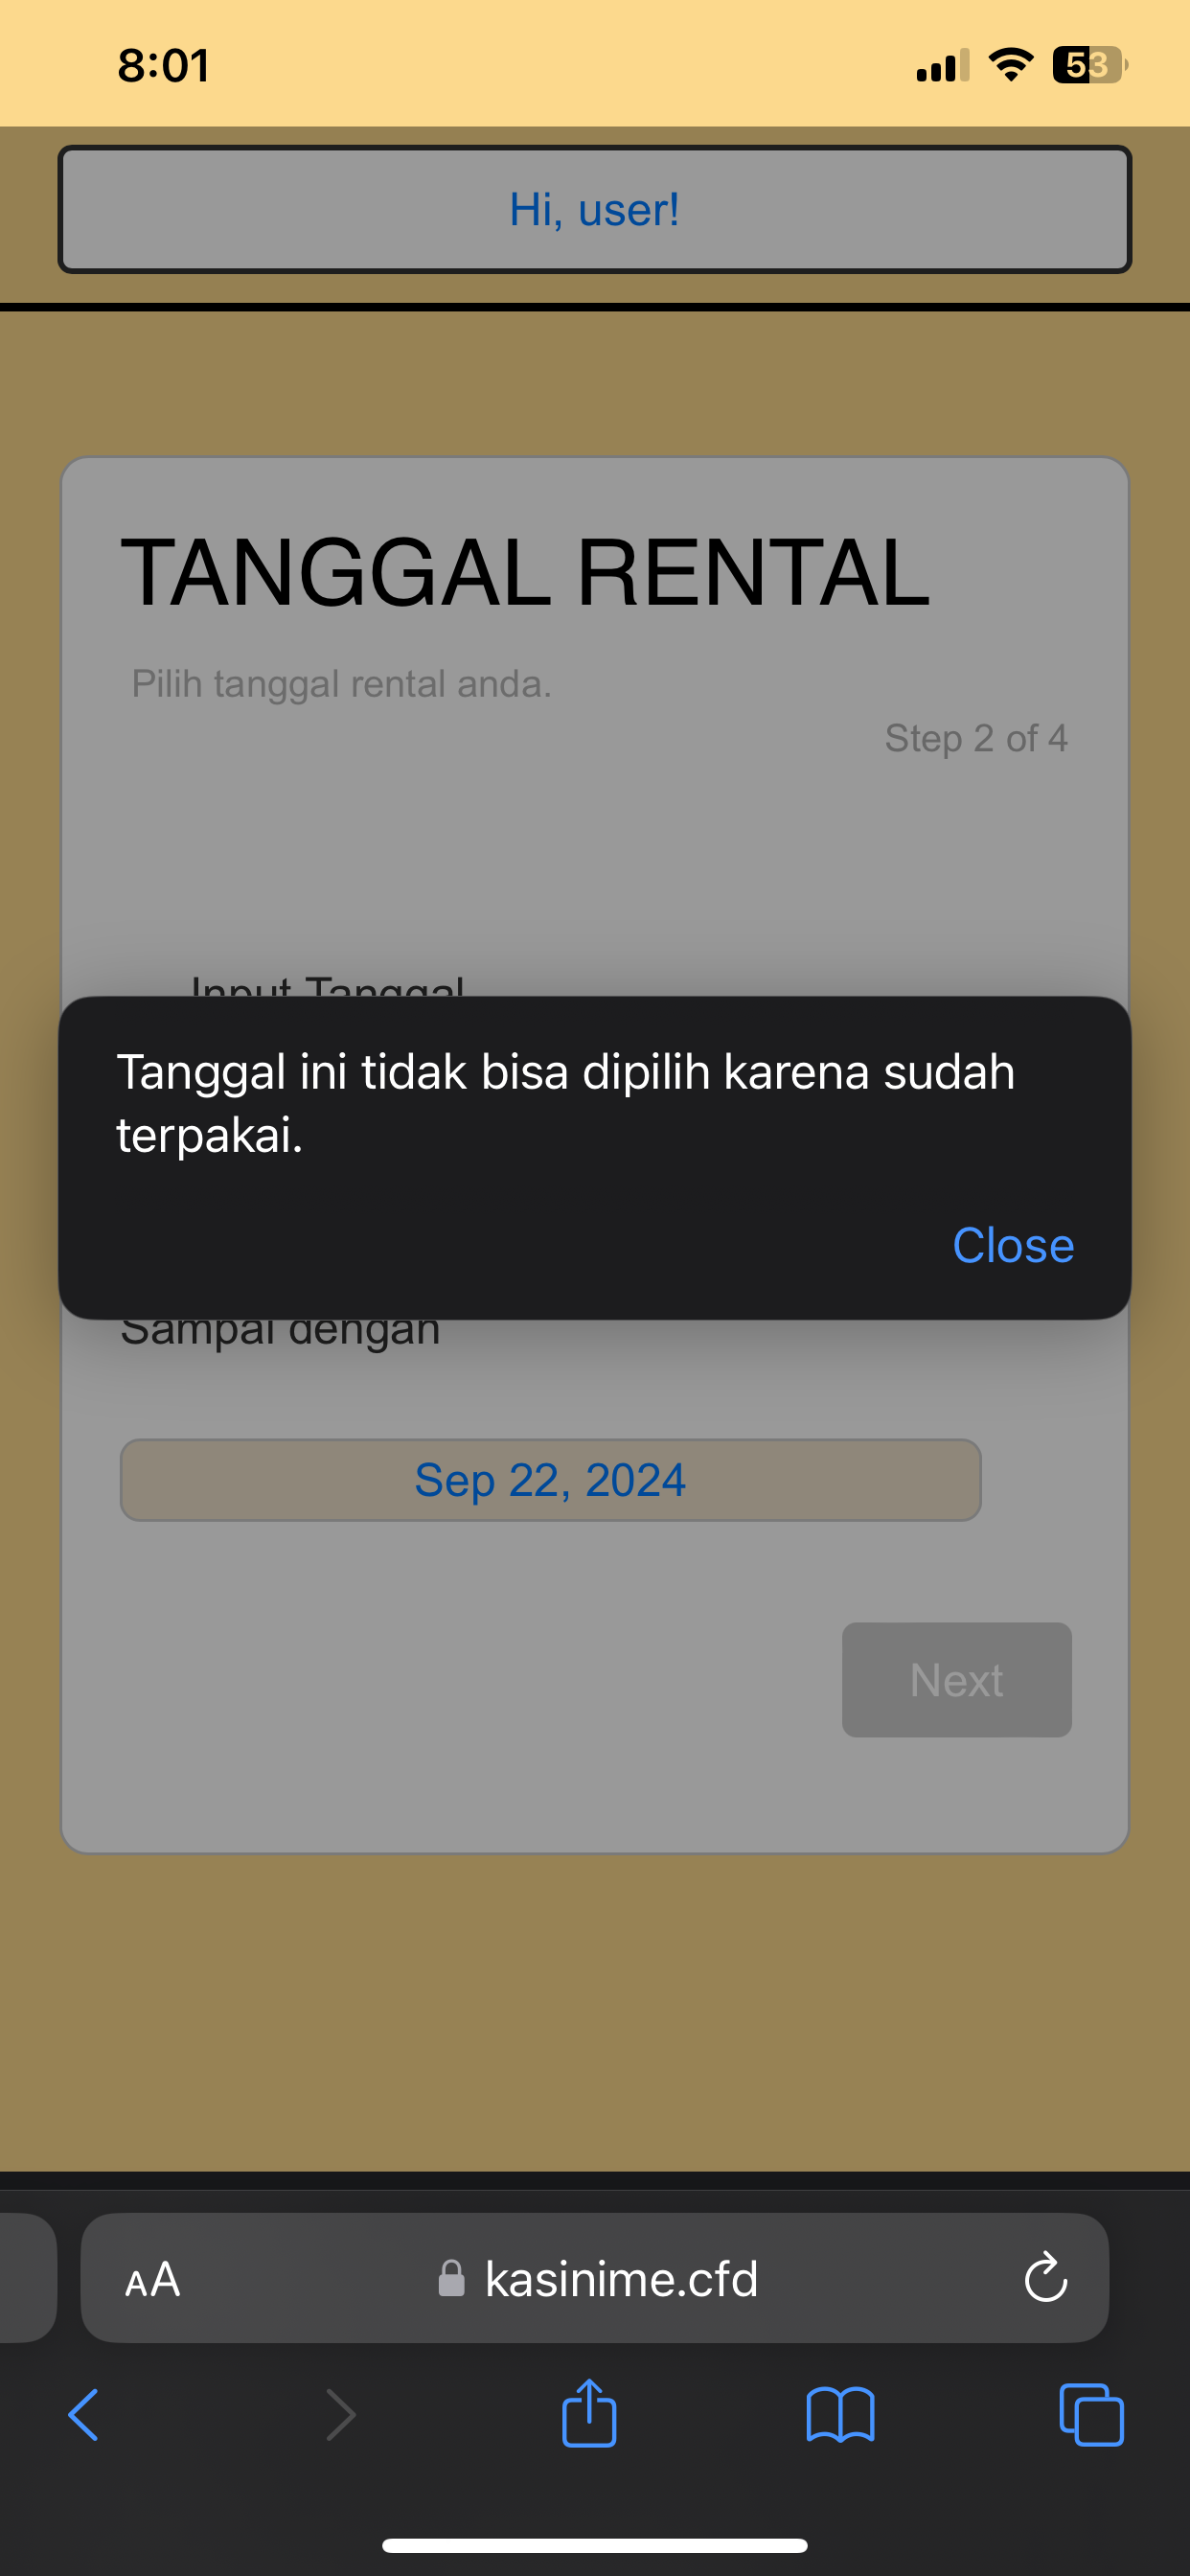 8:01
53
Hi, user!
TANGGAL RENTAL
Pilih tanggal rental anda.
Step 2 of 4
Input Tanggal
Tanggal ini tidak bisa dipilih karena sudah
terpakai.
Close
Sampai dengan
Sep 22, 2024
Next
AA
kasinime.cfd